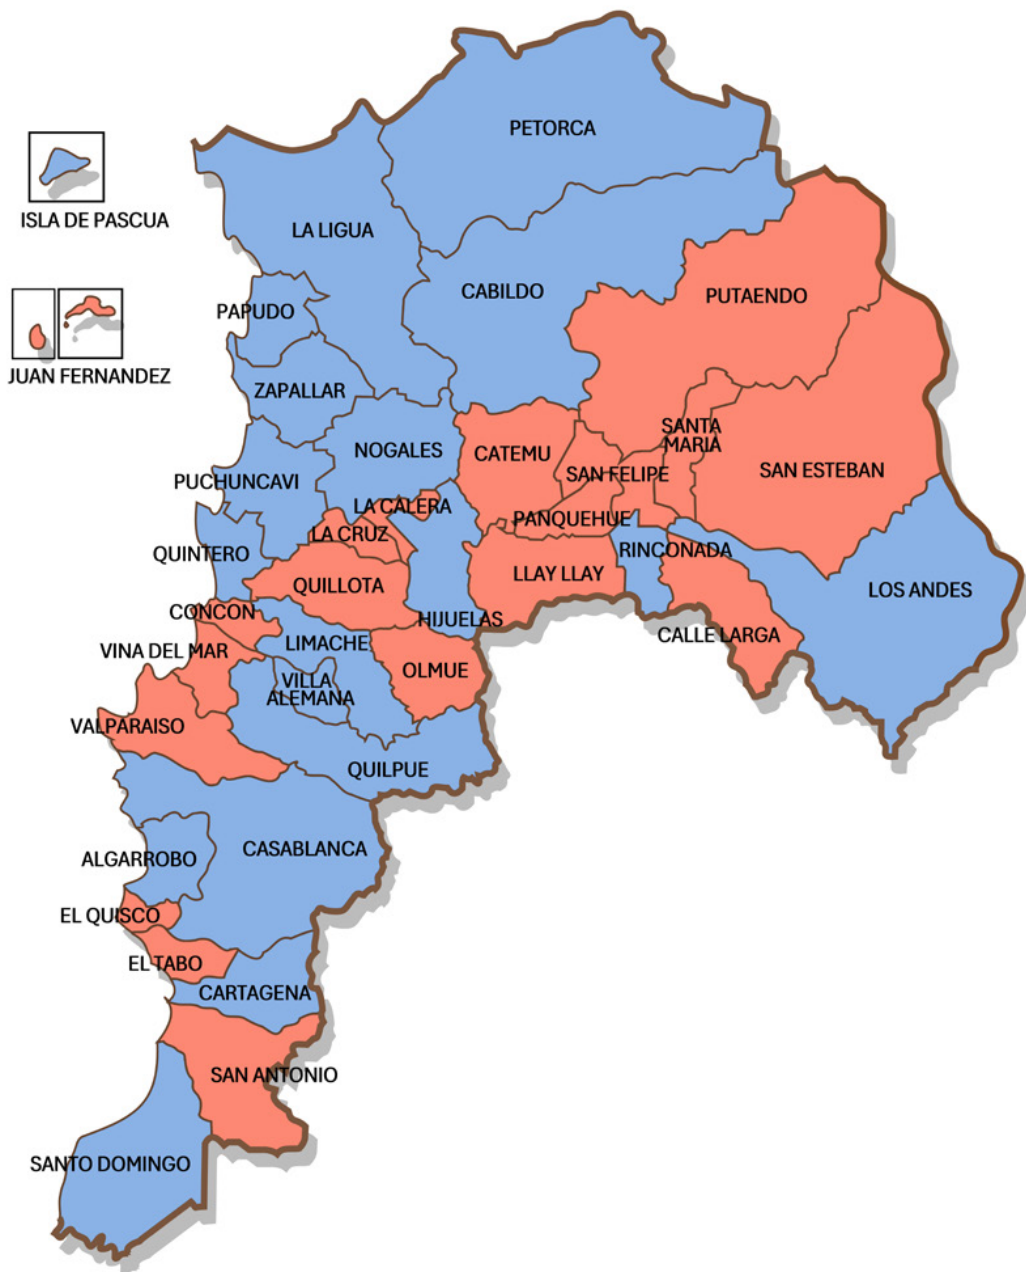 PETORCA
ISLA DE PASCUA
LA LIGUA
CABILDO
PUTAENDO
PAPUDO
JUAN FERNANDEZ
ZAPALLAR
SANTA
MARIA
NOGALES
CATEMU
SAN FELIPE
SAN ESTEBAN
PUCHUNCAVI
LA CALERA
PANQUEHUE
LA CRUZ
RINCONADA
QUINTERO
LLAY LLAY
QUILLOTA
LOS ANDES
CONCON
HIJUELAS
CALLE LARGA
LIMACHE
VINA DEL MAR
OLMUE
VILLA
ALEMANA
VALPARAISO
QUILPUE
CASABLANCA
ALGARROBO
EL QUISCO
EL TABO
CARTAGENA
SAN ANTONIO
SANTO DOMINGO